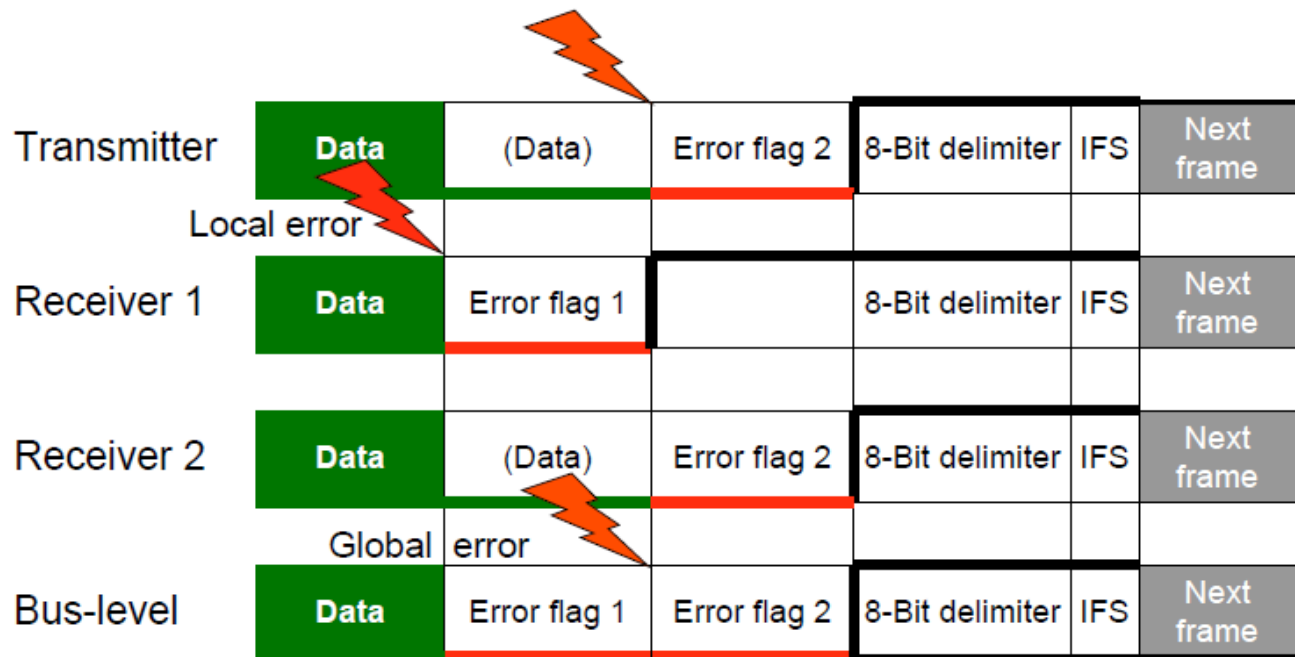 Transmitter Data (Data) Error flag 2 8-Bit delimiter IFS Next frame
Local error
Receiver 1 Data Error flag 1 8-Bit delimiter IFS Next frame
Receiver 2 Data (Data) Error flag 2 8-Bit delimiter IFS Next frame
Global error
Bus-level Data Error flag 1 Error flag 2 8-Bit delimiter IFS Next frame